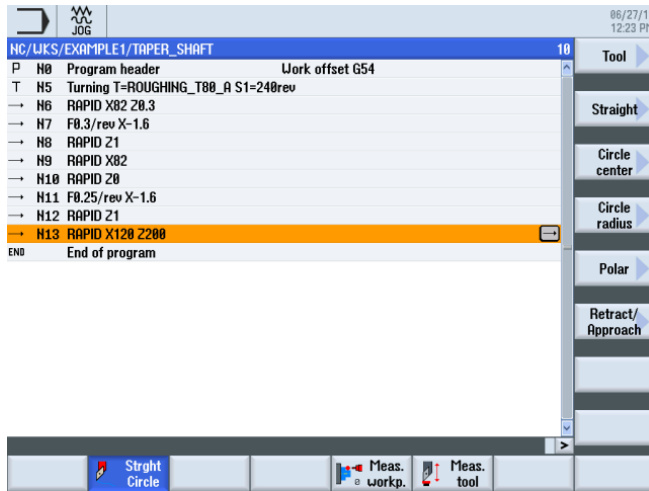 06/27/1
JOG
12:23 PM
NC/WKS/EXAMPLE1/TAPER_SHAFT 10
P N0 Program header Work offset G54
T N5 Turning T=ROUGHING_T80_A S1=240rev
→ N6 RAPID X82 Z0.3
→ N7 F0.3/rev X-1.6
→ N8 RAPID Z1
→ N9 RAPID X82
→ N10 RAPID Z0
→ N11 F0.25/rev X-1.6
→ N12 RAPID Z1
→ N13 RAPID X120 Z200 →
END End of program
Tool
Straight
Circle
center
Circle
radius
Polar
Retract/
Approach
>
Strght
Circle
Meas.
workp.
Meas.
tool